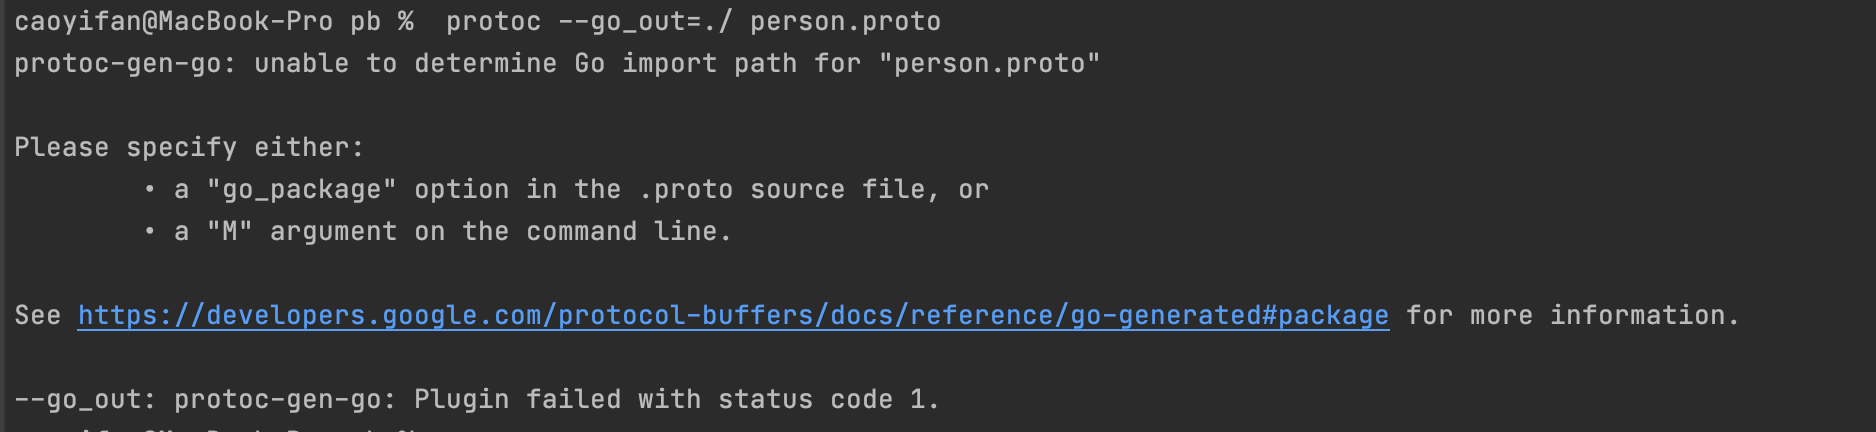 caoyifan@MacBook-Pro pb %  protoc --go_out=./ person.proto
protoc-gen-go: unable to determine Go import path for "person.proto"
Please specify either:
• a "go_package" option in the .proto source file, or
• a "M" argument on the command line.
See https://developers.google.com/protocol-buffers/docs/reference/go-generated#package for more information.
--go_out: protoc-gen-go: Plugin failed with status code 1.